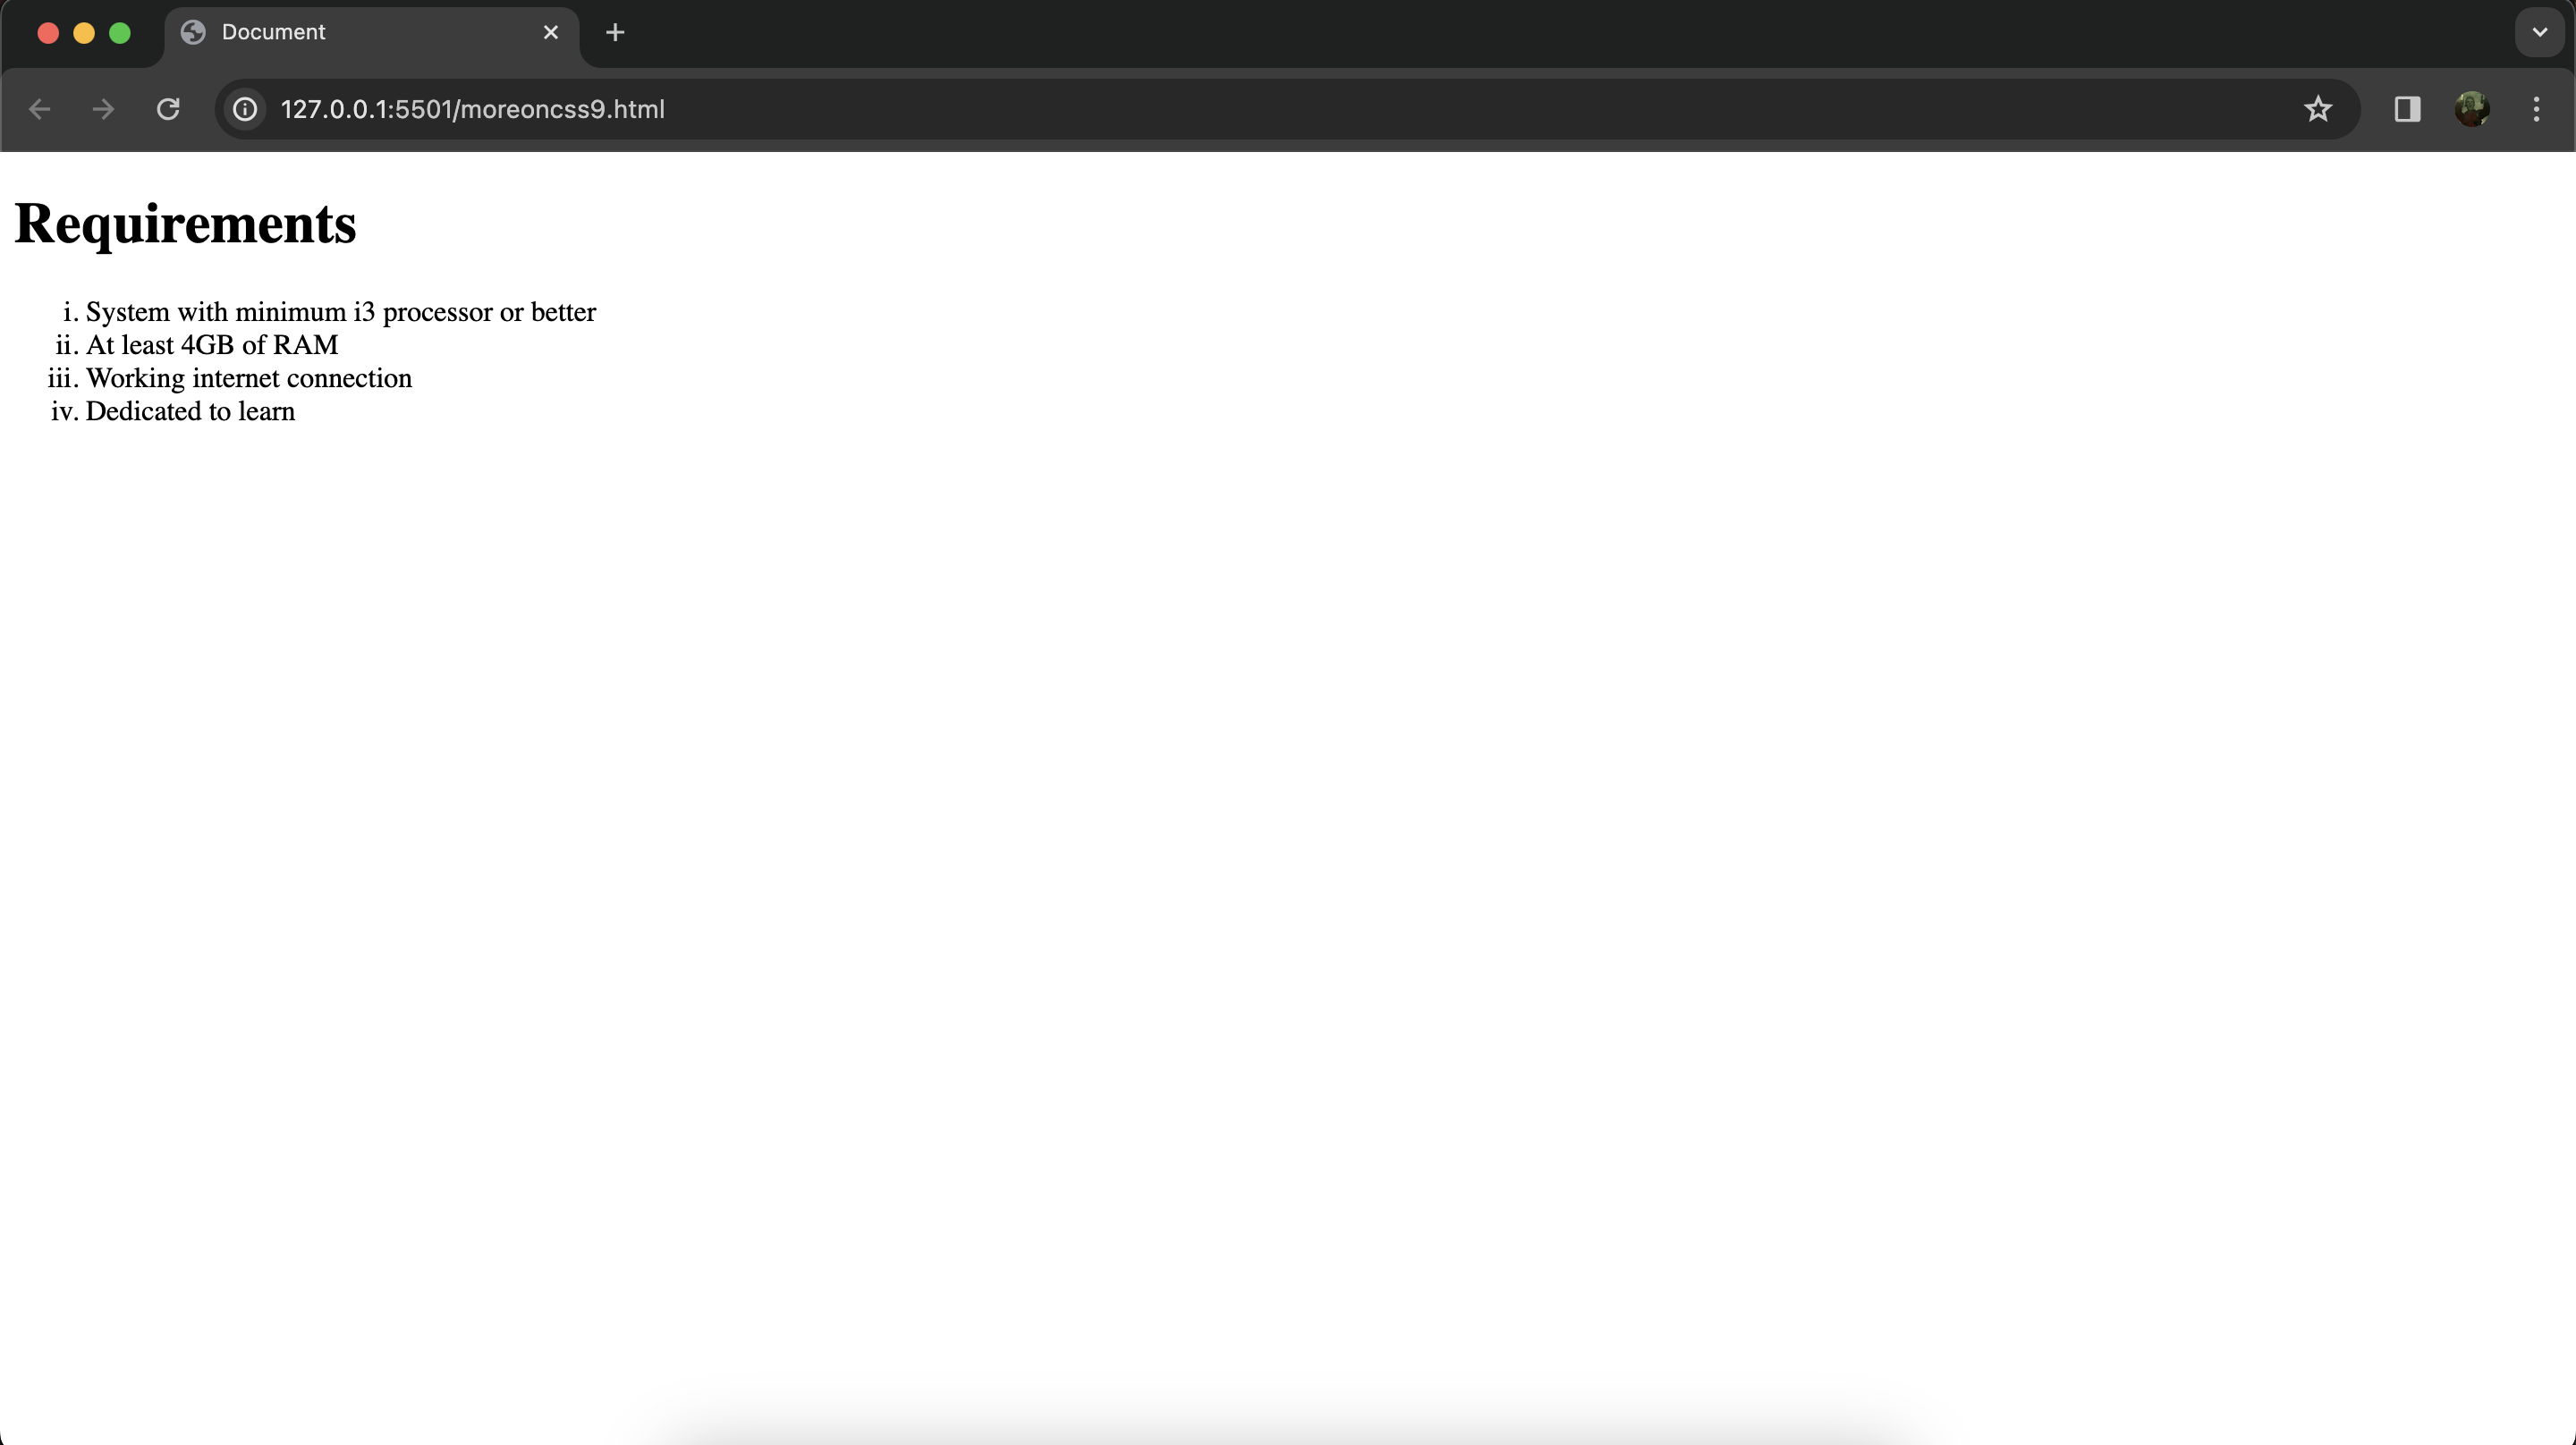 Document
127.0.0.1:5501/moreoncss9.html
Requirements
i. System with minimum i3 processor or better
ii. At least 4GB of RAM
iii. Working internet connection
iv. Dedicated to learn